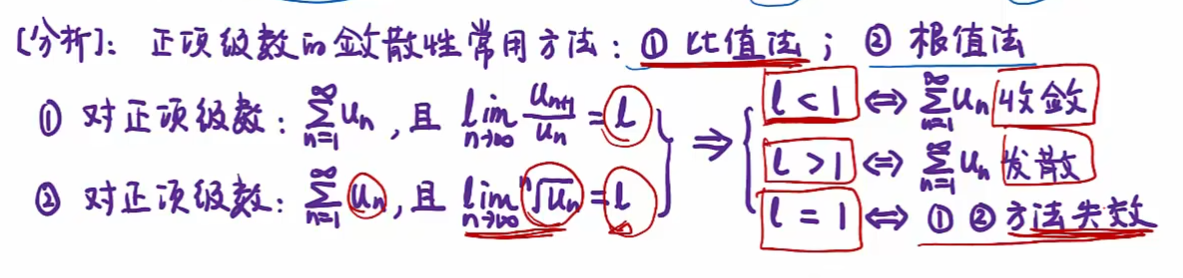 [分析]: 正项级数的敛散性常用方法: ① 比值法; ② 根值法
① 对正项级数: $\sum_{n=1}^{\infty} u_n$, 且 $\lim_{n\to\infty} \frac{u_{n+1}}{u_n} = l$
② 对正项级数: $\sum_{n=1}^{\infty} u_n$, 且 $\lim_{n\to\infty} \sqrt[n]{u_n} = l$
⇒ { l < 1 ⇔ $\sum_{n=1}^{\infty} u_n$ 收敛
l > 1 ⇔ $\sum_{n=1}^{\infty} u_n$ 发散
l = 1 ⇔ ① ② 方法失效